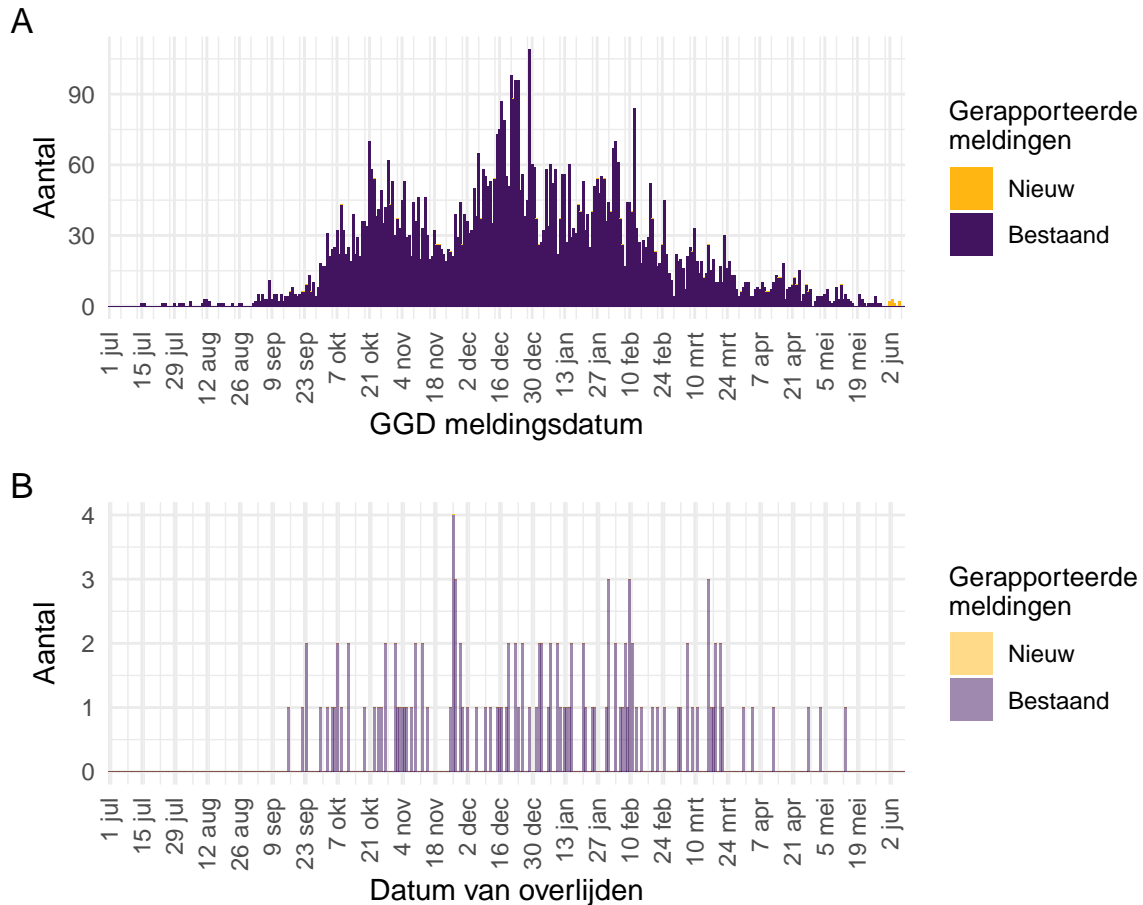 A
Aantal
90
60
30
0
1 jul
15 jul
29 jul
12 aug
26 aug
9 sep
23 sep
7 okt
21 okt
4 nov
18 nov
2 dec
16 dec
30 dec
13 jan
27 jan
10 feb
24 feb
10 mrt
24 mrt
7 apr
21 apr
5 mei
19 mei
2 jun
GGD meldingsdatum
Gerapporteerde
meldingen
Nieuw
Bestaand
B
Aantal
4
3
2
1
0
1 jul
15 jul
29 jul
12 aug
26 aug
9 sep
23 sep
7 okt
21 okt
4 nov
18 nov
2 dec
16 dec
30 dec
13 jan
27 jan
10 feb
24 feb
10 mrt
24 mrt
7 apr
21 apr
5 mei
19 mei
2 jun
Datum van overlijden
Gerapporteerde
meldingen
Nieuw
Bestaand